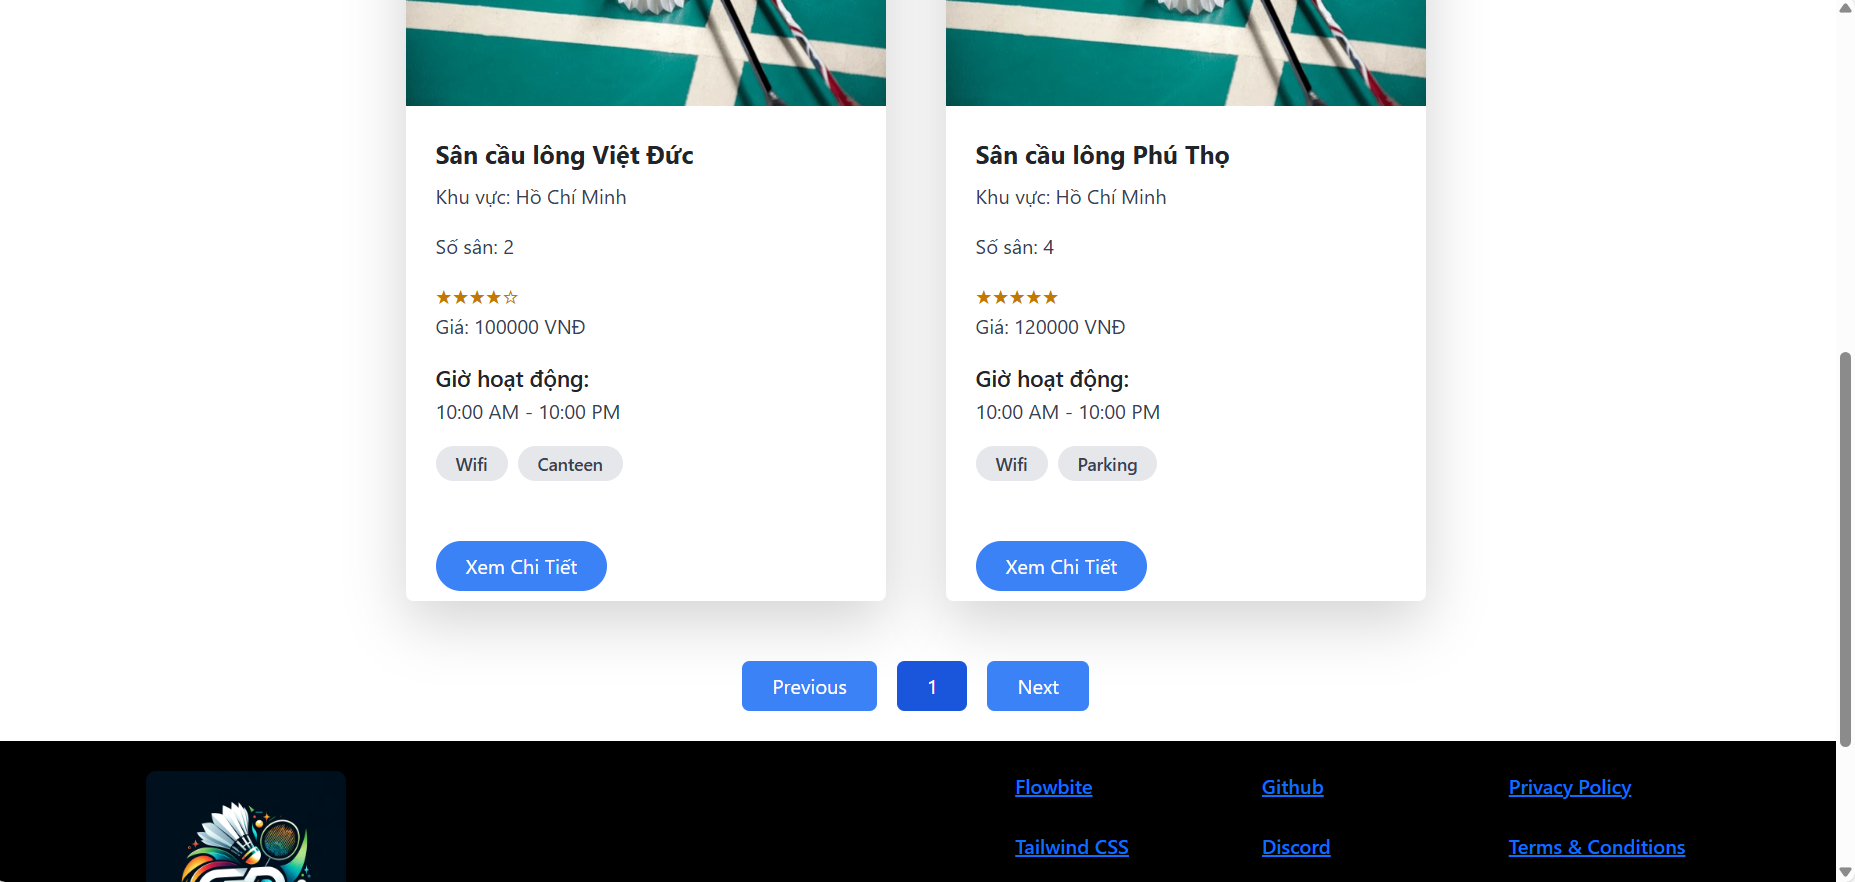 Sân cầu lông Việt Đức
Khu vực: Hồ Chí Minh
Số sân: 2
★★★★☆
Giá: 100000 VNĐ
Giờ hoạt động:
10:00 AM - 10:00 PM
Wifi Canteen
Xem Chi Tiết
Sân cầu lông Phú Thọ
Khu vực: Hồ Chí Minh
Số sân: 4
★★★★★
Giá: 120000 VNĐ
Giờ hoạt động:
10:00 AM - 10:00 PM
Wifi Parking
Xem Chi Tiết
Previous 1 Next
Flowbite Github Privacy Policy
Tailwind CSS Discord Terms & Conditions